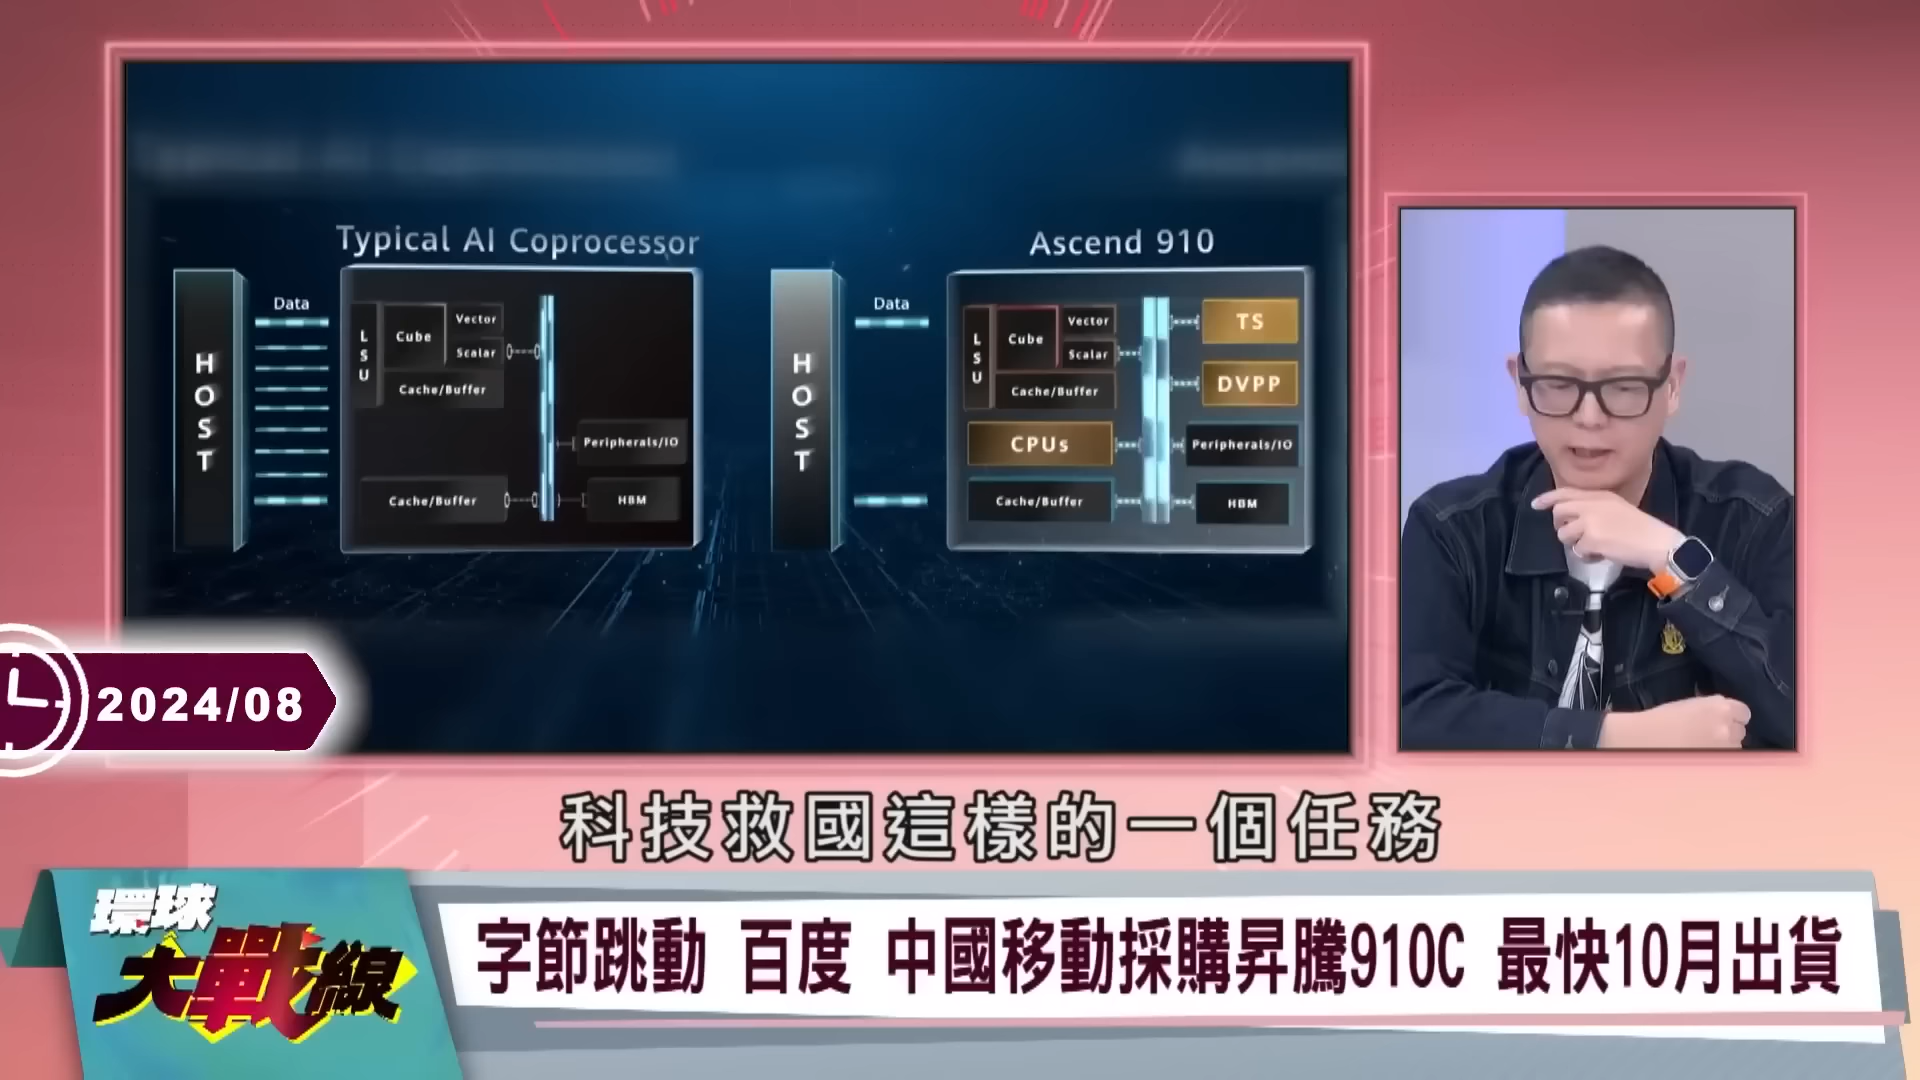 Typical AI Coprocessor
Ascend 910
HOST
Data
LSU
Cube
Vector
Scalar
Cache/Buffer
Peripherals/IO
Cache/Buffer
HBM
HOST
Data
LSU
Cube
Vector
Scalar
Cache/Buffer
TS
DVPP
CPUs
Peripherals/IO
Cache/Buffer
HBM
2024/08
科技救國這樣的一個任務
環球
大戰線
字節跳動 百度 中國移動採購昇騰910C 最快10月出貨